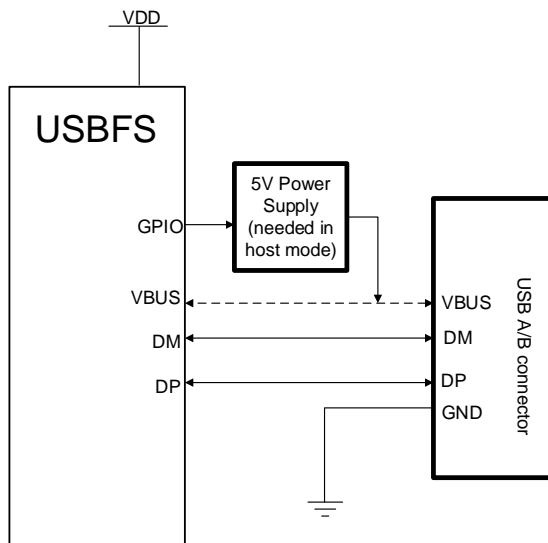 VDD
USBFS
5V Power
Supply
(needed in
host mode)
GPIO
VBUS
VBUS
DM
DM
DP
DP
GND
USB A/B connector